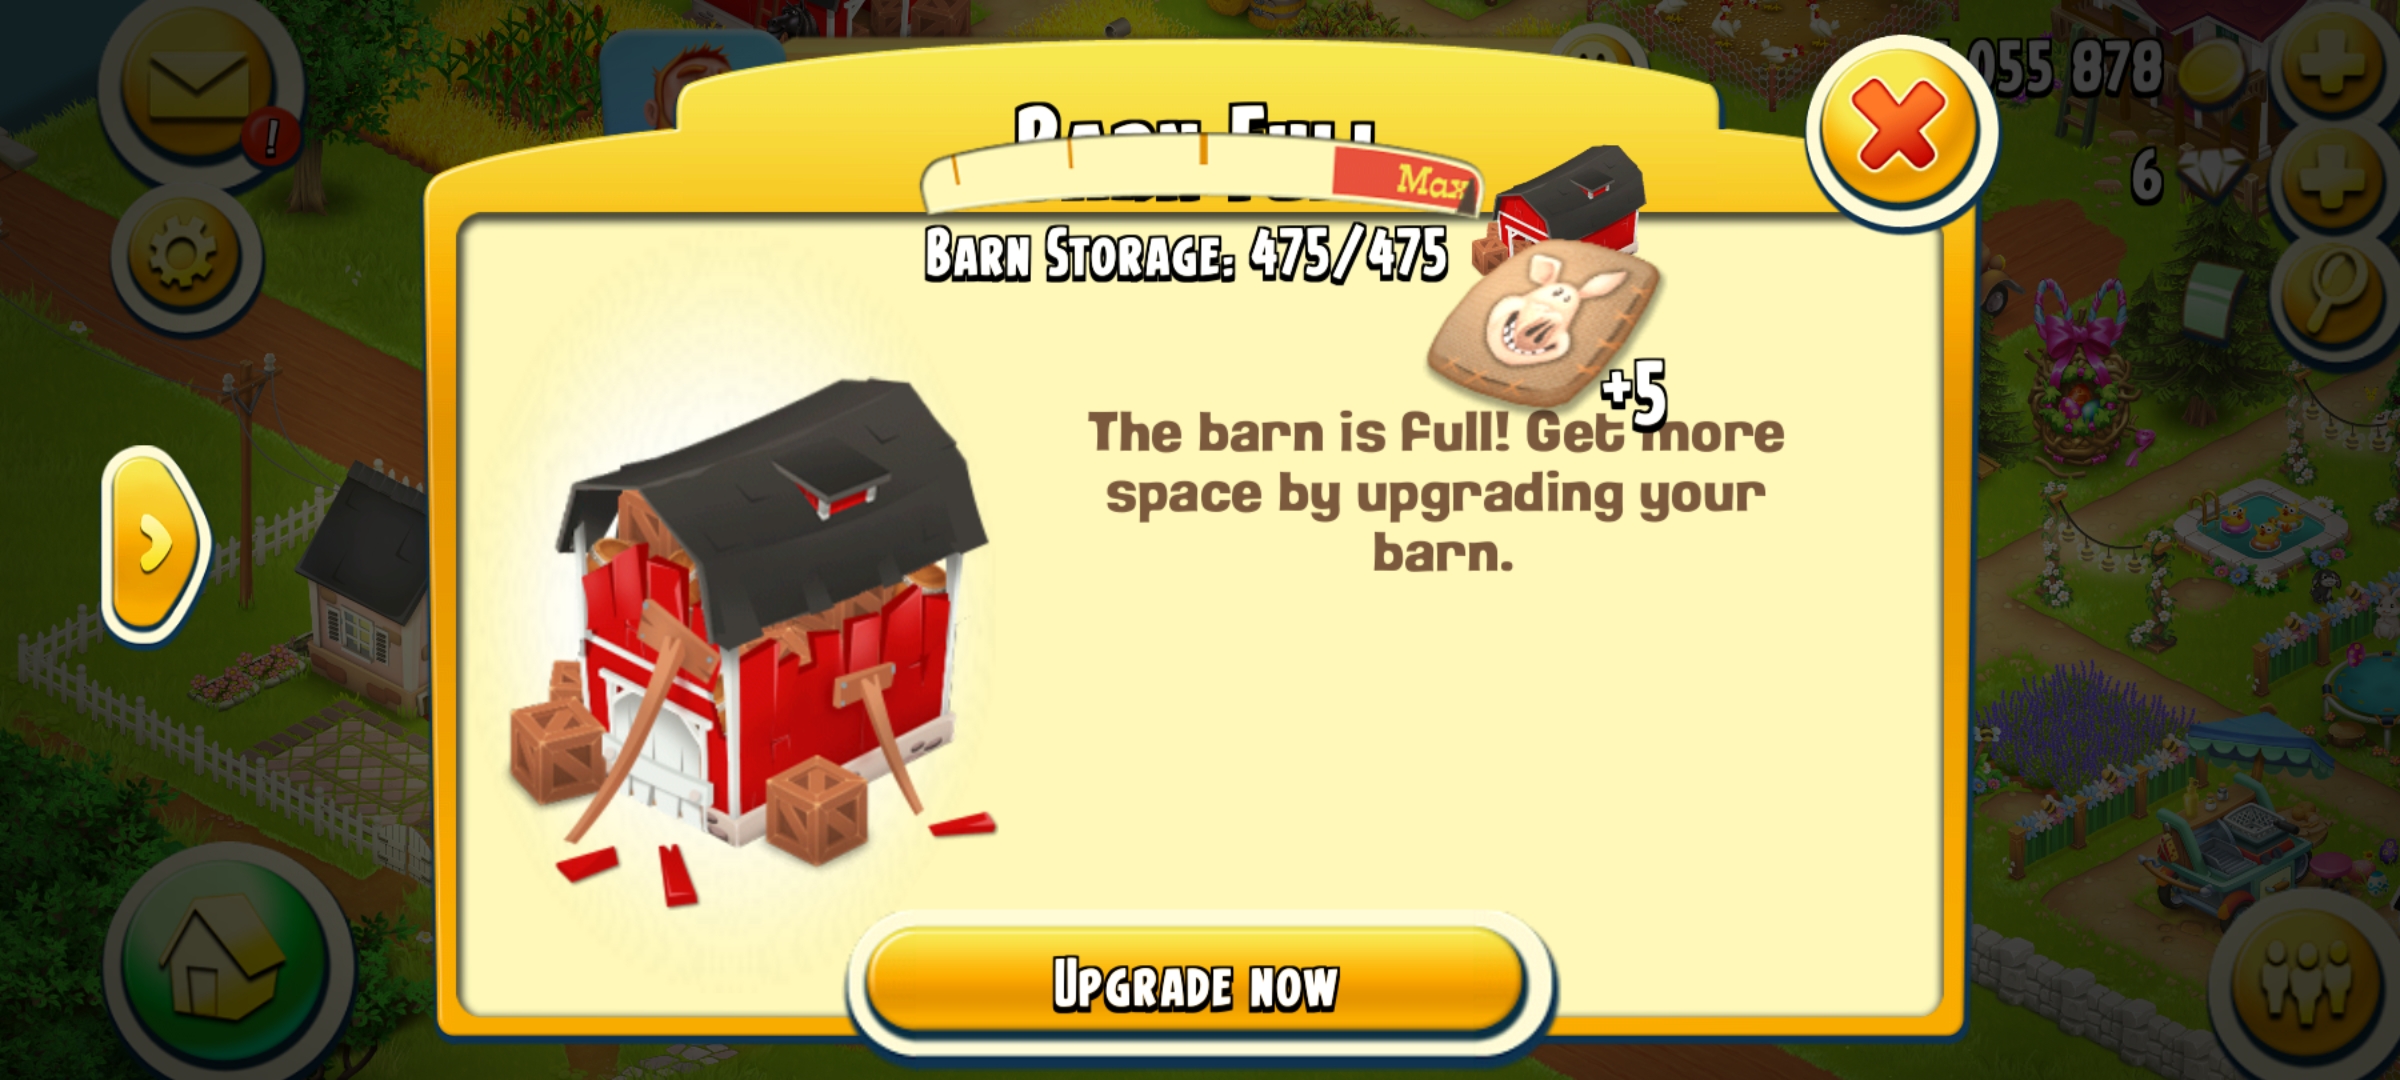 Barn Full
055 878
Max
6
Barn Storage: 475/475
+5
The barn is full! Get more
space by upgrading your
barn.
Upgrade now